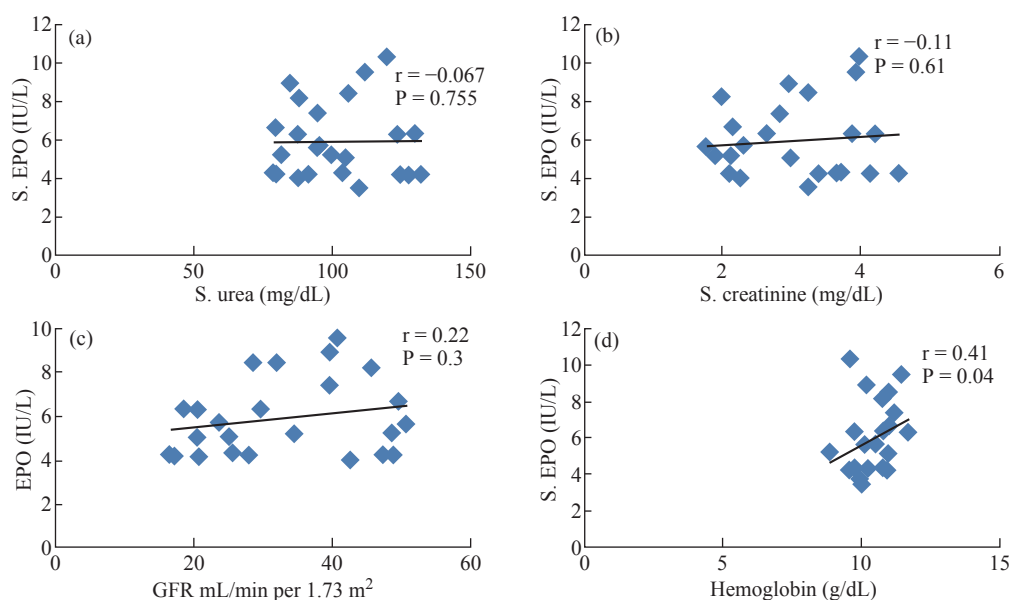 (a)
r = −0.067
P = 0.755
S. EPO (IU/L)
12
10
8
6
4
2
0
0
50
100
150
S. urea (mg/dL)
(b)
r = −0.11
P = 0.61
S. EPO (IU/L)
12
10
8
6
4
2
0
0
2
4
6
S. creatinine (mg/dL)
(c)
r = 0.22
P = 0.3
EPO (IU/L)
10
8
6
4
2
0
0
20
40
60
GFR mL/min per 1.73 m²
(d)
r = 0.41
P = 0.04
S. EPO (IU/L)
12
10
8
6
4
2
0
0
5
10
15
Hemoglobin (g/dL)